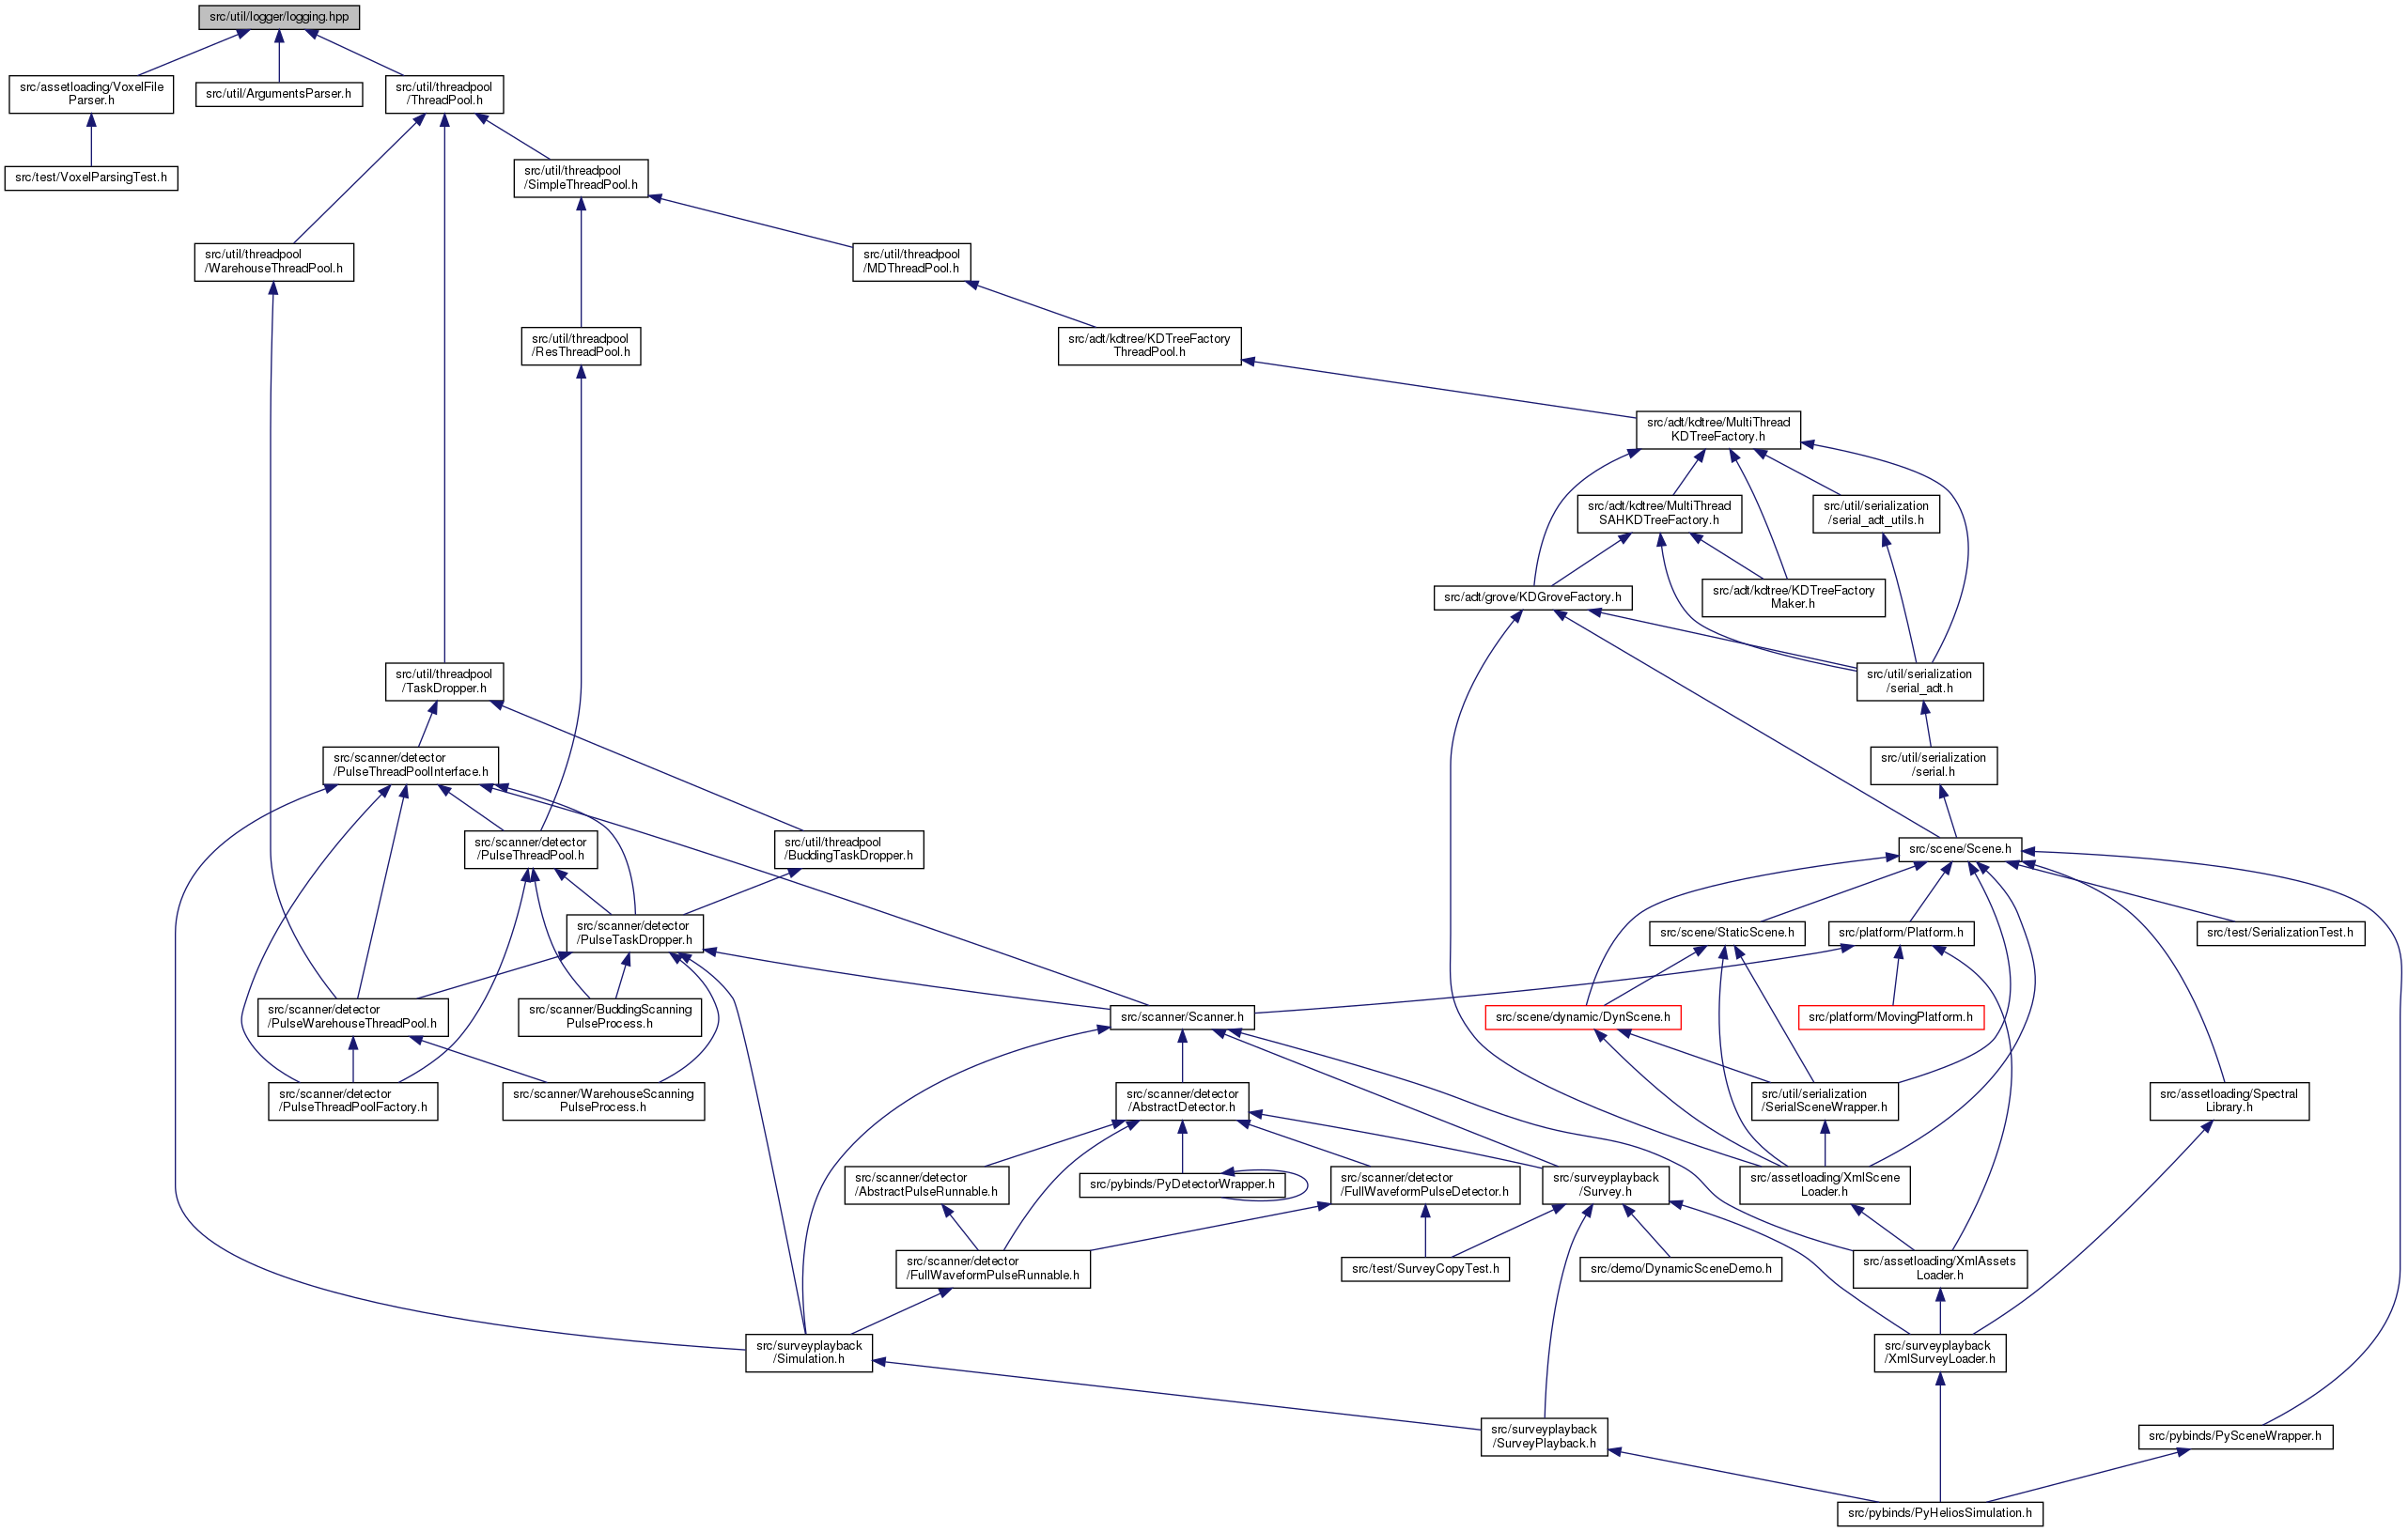 src/util/logger/logging.hpp
src/assetloading/VoxelFile
Parser.h
src/util/ArgumentsParser.h
src/util/threadpool
/ThreadPool.h
src/test/VoxelParsingTest.h
src/util/threadpool
/SimpleThreadPool.h
src/util/threadpool
/WarehouseThreadPool.h
src/util/threadpool
/MDThreadPool.h
src/util/threadpool
/ResThreadPool.h
src/adt/kdtree/KDTreeFactory
ThreadPool.h
src/adt/kdtree/MultiThread
KDTreeFactory.h
src/adt/kdtree/MultiThread
SAHKDTreeFactory.h
src/util/serialization
/serial_adt_utils.h
src/adt/grove/KDGroveFactory.h
src/adt/kdtree/KDTreeFactory
Maker.h
src/util/threadpool
/TaskDropper.h
src/util/serialization
/serial_adt.h
src/scanner/detector
/PulseThreadPoolInterface.h
src/util/serialization
/serial.h
src/scanner/detector
/PulseThreadPool.h
src/util/threadpool
/BuddingTaskDropper.h
src/scene/Scene.h
src/scanner/detector
/PulseTaskDropper.h
src/scene/StaticScene.h
src/platform/Platform.h
src/test/SerializationTest.h
src/scanner/detector
/PulseWarehouseThreadPool.h
src/scanner/BuddingScanning
PulseProcess.h
src/scanner/Scanner.h
src/scene/dynamic/DynScene.h
src/platform/MovingPlatform.h
src/scanner/detector
/PulseThreadPoolFactory.h
src/scanner/WarehouseScanning
PulseProcess.h
src/scanner/detector
/AbstractDetector.h
src/util/serialization
/SerialSceneWrapper.h
src/assetloading/Spectral
Library.h
src/scanner/detector
/AbstractPulseRunnable.h
src/pybinds/PyDetectorWrapper.h
src/scanner/detector
/FullWaveformPulseDetector.h
src/surveyplayback
/Survey.h
src/assetloading/XmlScene
Loader.h
src/scanner/detector
/FullWaveformPulseRunnable.h
src/test/SurveyCopyTest.h
src/demo/DynamicSceneDemo.h
src/assetloading/XmlAssets
Loader.h
src/surveyplayback
/Simulation.h
src/surveyplayback
/XmlSurveyLoader.h
src/surveyplayback
/SurveyPlayback.h
src/pybinds/PySceneWrapper.h
src/pybinds/PyHeliosSimulation.h